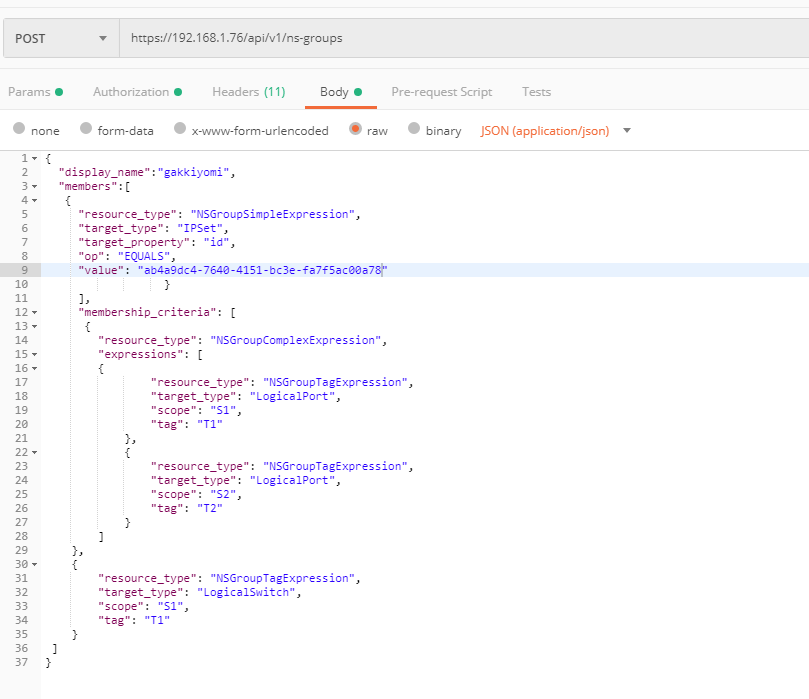 POST https://192.168.1.76/api/v1/ns-groups
Params Authorization Headers (11) Body Pre-request Script Tests
none form-data x-www-form-urlencoded raw binary JSON (application/json)
1 {
2 "display_name":"gakkiyomi",
3 "members":[
4 {
5 "resource_type": "NSGroupSimpleExpression",
6 "target_type": "IPSet",
7 "target_property": "id",
8 "op": "EQUALS",
9 "value": "ab4a9dc4-7640-4151-bc3e-fa7f5ac00a78"
10 }
11 ],
12 "membership_criteria": [
13 {
14 "resource_type": "NSGroupComplexExpression",
15 "expressions": [
16 {
17 "resource_type": "NSGroupTagExpression",
18 "target_type": "LogicalPort",
19 "scope": "S1",
20 "tag": "T1"
21 },
22 {
23 "resource_type": "NSGroupTagExpression",
24 "target_type": "LogicalPort",
25 "scope": "S2",
26 "tag": "T2"
27 }
28 ]
29 },
30 {
31 "resource_type": "NSGroupTagExpression",
32 "target_type": "LogicalSwitch",
33 "scope": "S1",
34 "tag": "T1"
35 }
36 ]
37 }